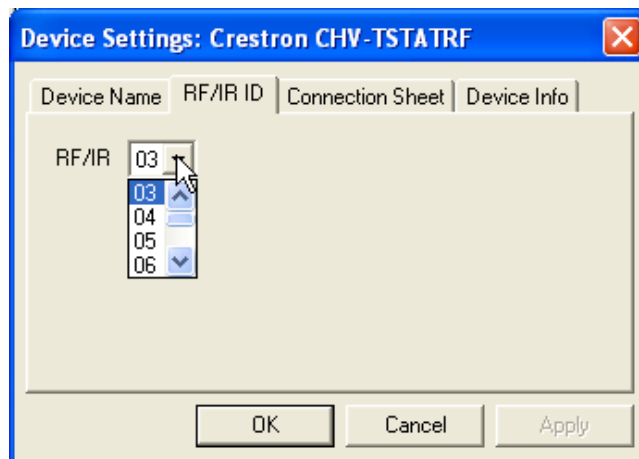 Device Settings: Crestron CHV-TSTATRF
Device Name RF/IR ID Connection Sheet Device Info
RF/IR 03
03
04
05
06
OK Cancel Apply